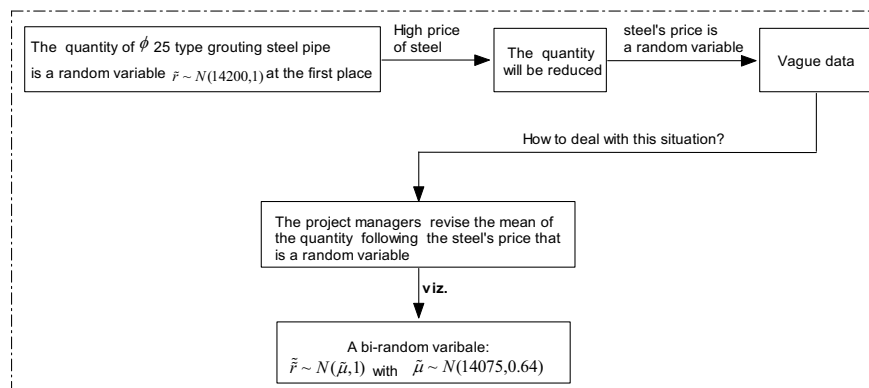 The quantity of ϕ 25 type grouting steel pipe
is a random variable r̃ ~ N(14200,1) at the first place
High price
of steel
The quantity
will be reduced
steel's price is
a random variable
Vague data
How to deal with this situation?
The project managers revise the mean of
the quantity following the steel's price that
is a random variable
viz.
A bi-random varibale:
r̃̃ ~ N(μ̃,1) with μ̃ ~ N(14075,0.64)